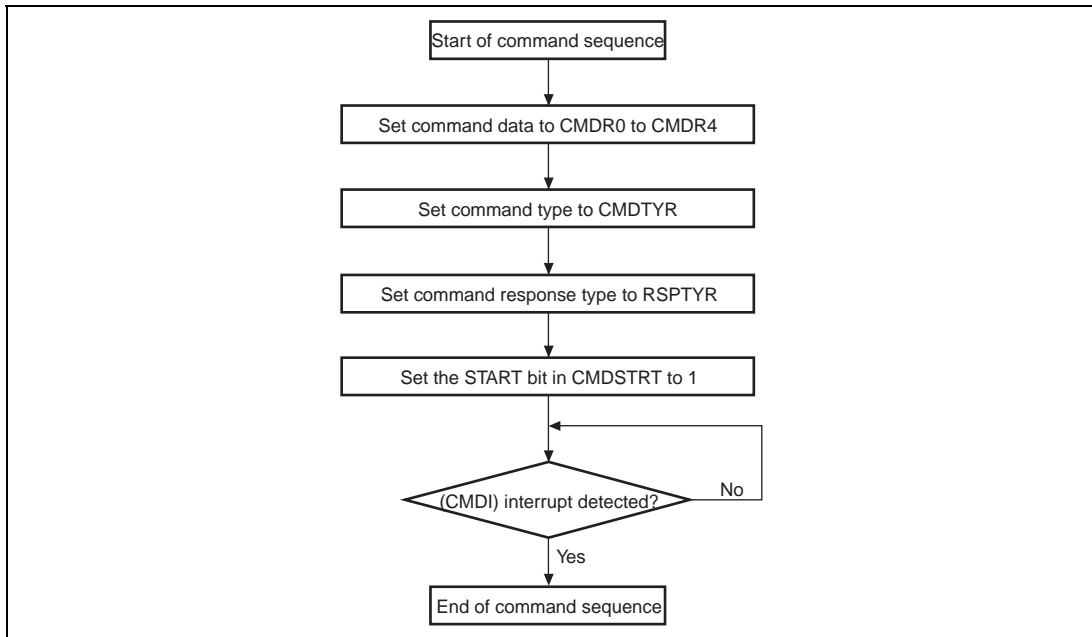 Start of command sequence
Set command data to CMDR0 to CMDR4
Set command type to CMDTYR
Set command response type to RSPTYR
Set the START bit in CMDSTRT to 1
(CMDI) interrupt detected?
No
Yes
End of command sequence